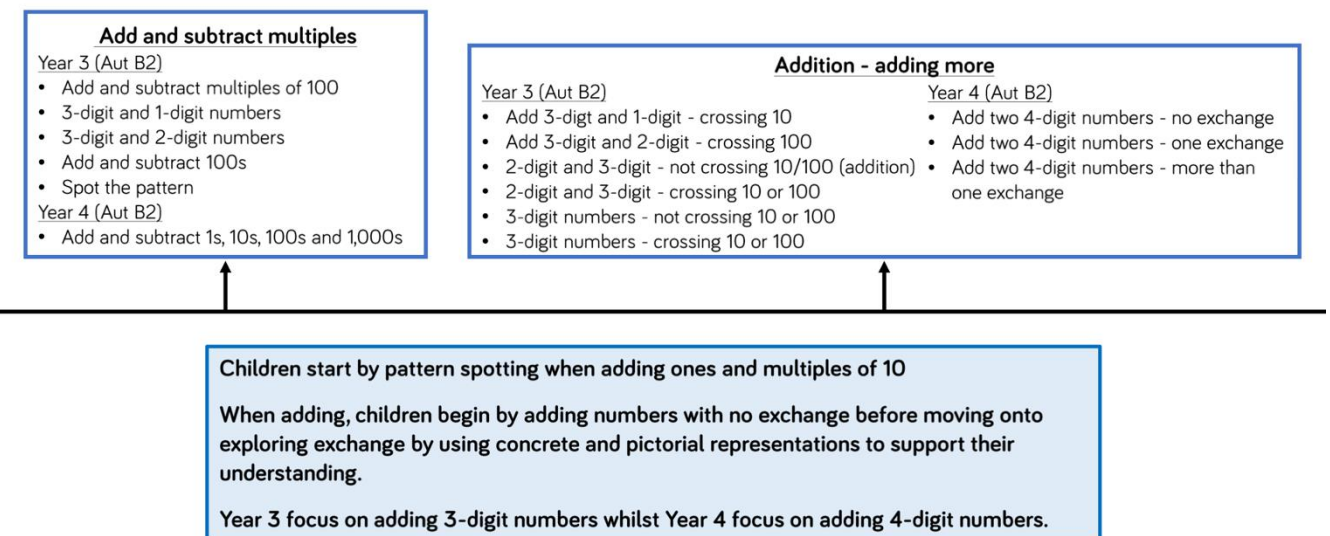 Add and subtract multiples
Year 3 (Aut B2)
• Add and subtract multiples of 100
• 3-digit and 1-digit numbers
• 3-digit and 2-digit numbers
• Add and subtract 100s
• Spot the pattern
Year 4 (Aut B2)
• Add and subtract 1s, 10s, 100s and 1,000s
Addition - adding more
Year 3 (Aut B2)
• Add 3-digt and 1-digit - crossing 10
• Add 3-digit and 2-digit - crossing 100
• 2-digit and 3-digit - not crossing 10/100 (addition)
• 2-digit and 3-digit - crossing 10 or 100
• 3-digit numbers - not crossing 10 or 100
• 3-digit numbers - crossing 10 or 100
Year 4 (Aut B2)
• Add two 4-digit numbers - no exchange
• Add two 4-digit numbers - one exchange
• Add two 4-digit numbers - more than
one exchange
Children start by pattern spotting when adding ones and multiples of 10
When adding, children begin by adding numbers with no exchange before moving onto
exploring exchange by using concrete and pictorial representations to support their
understanding.
Year 3 focus on adding 3-digit numbers whilst Year 4 focus on adding 4-digit numbers.